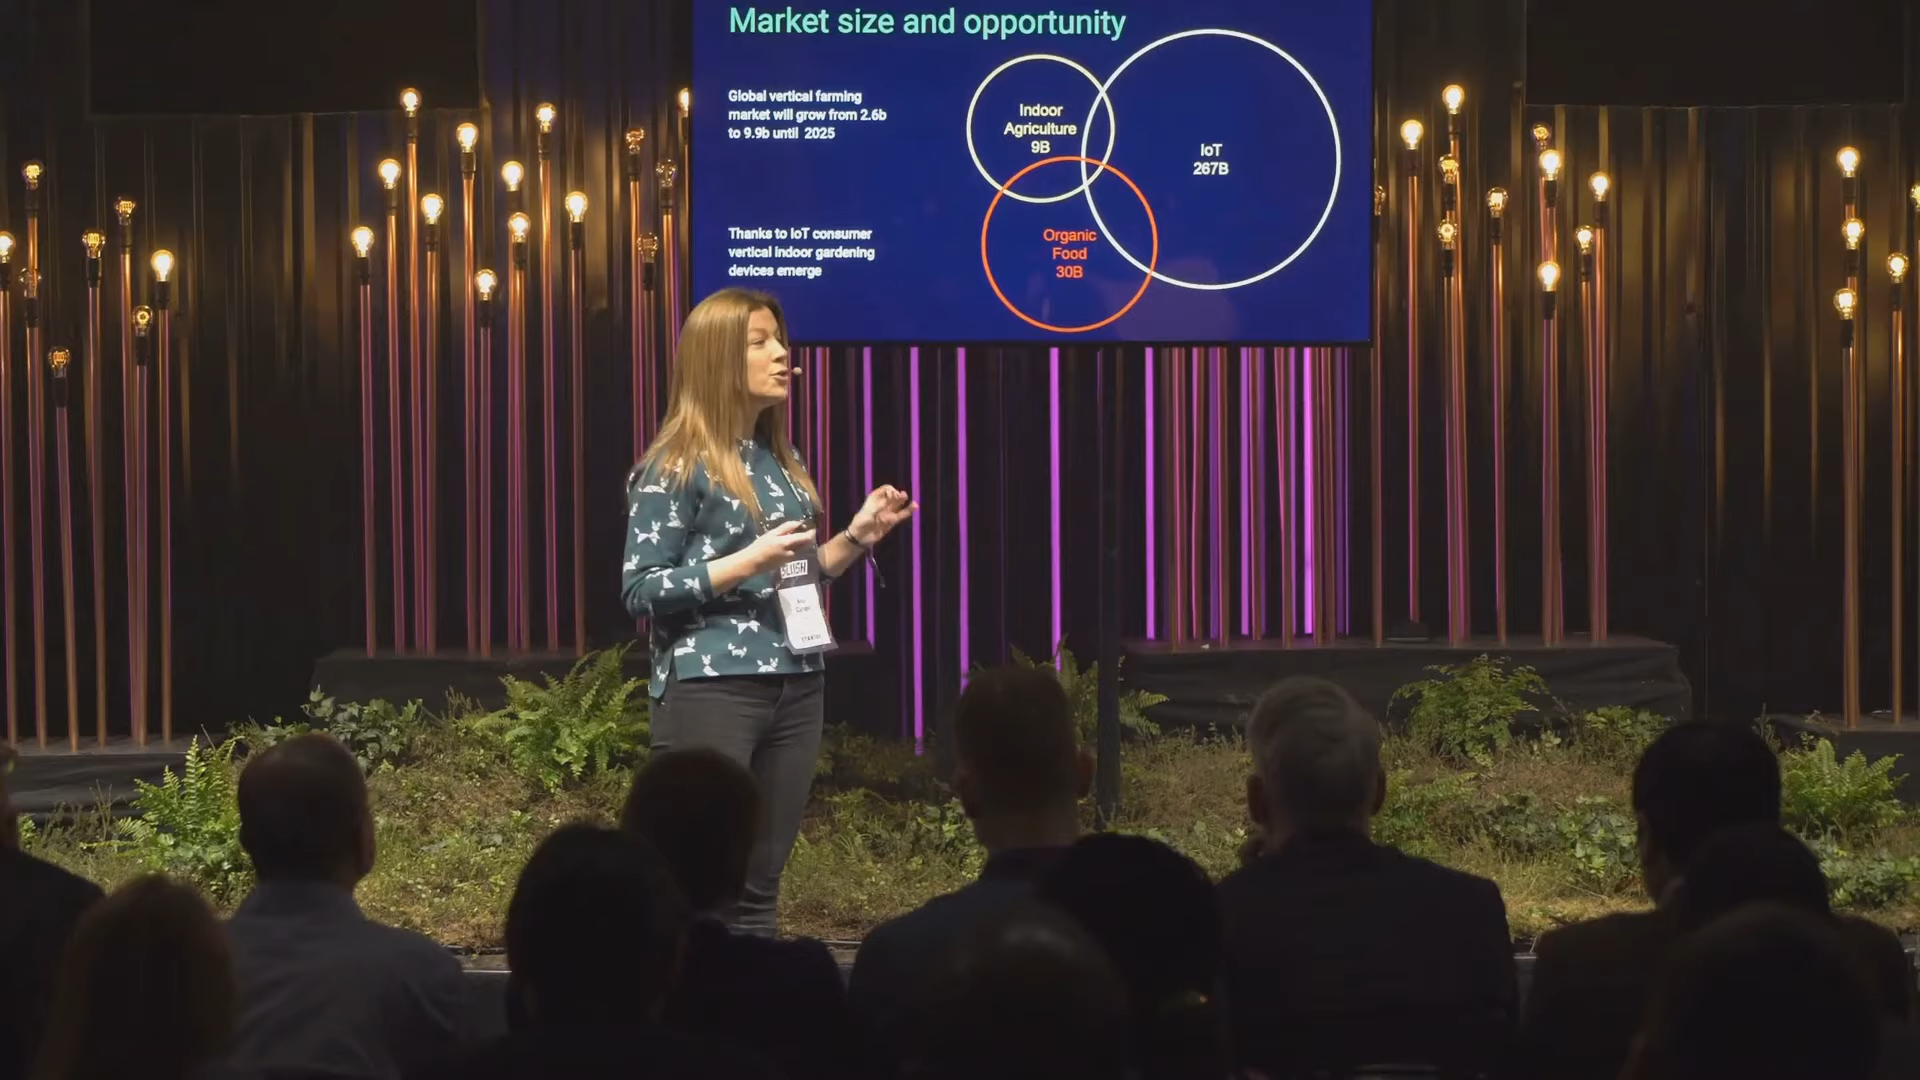 Market size and opportunity
Global vertical farming
market will grow from 2.6b
to 9.9b until 2025
Thanks to IoT consumer
vertical indoor gardening
devices emerge
Indoor
Agriculture
9B
IoT
267B
Organic
Food
30B
SLUSH